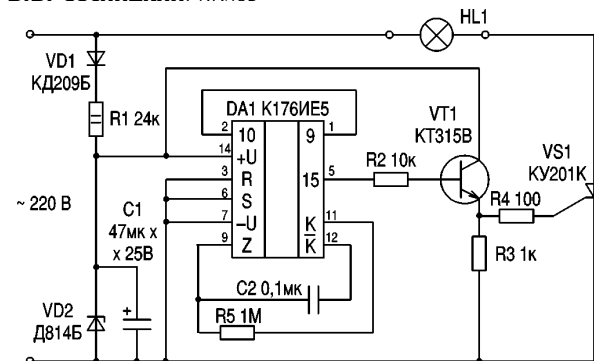 HL1
VD1
КД209Б
R1 24к
DA1 К176ИЕ5
2 10 9 1
14 +U
3 R 15 5
6 S
7 –U К 11
9 Z К 12
R2 10к
VT1
КТ315В
VS1
КУ201К
R4 100
R3 1к
~ 220 В
C1
47мк х
х 25В
+
C2 0,1мк
R5 1М
VD2
Д814Б